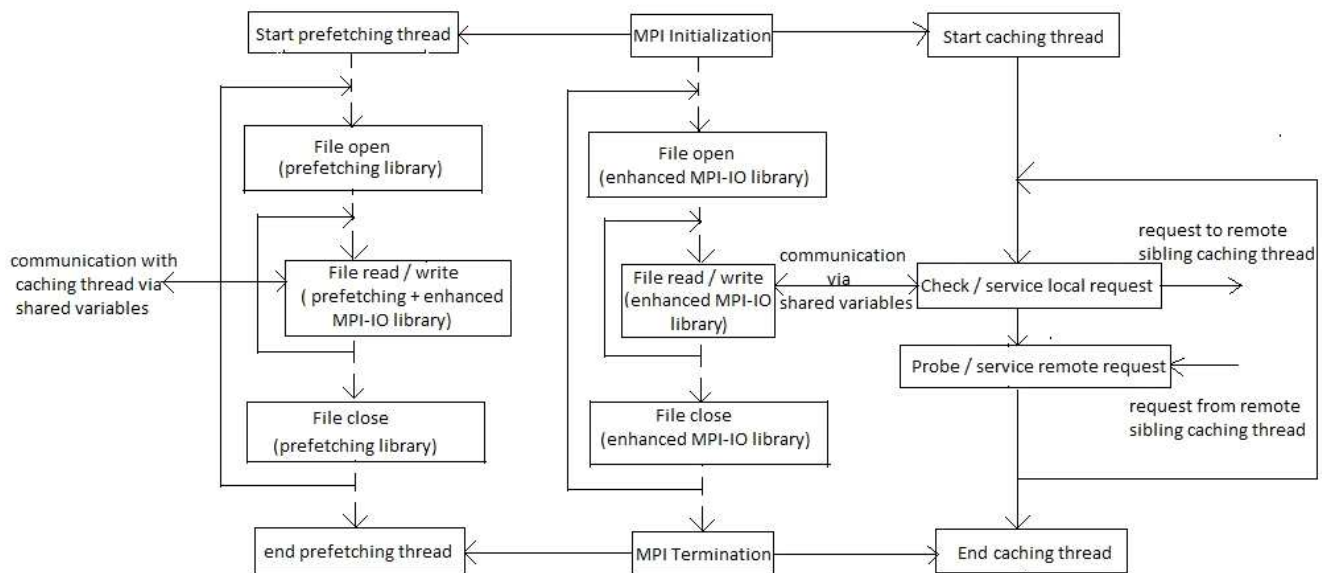 Start prefetching thread
MPI Initialization
Start caching thread
File open
(prefetching library)
File open
(enhanced MPI-IO library)
communication with
caching thread via
shared variables
File read / write
( prefetching + enhanced
MPI-IO library)
File read / write
(enhanced MPI-IO
library)
communication
via
shared variables
request to remote
sibling caching thread
Check / service local request
Probe / service remote request
request from remote
sibling caching thread
File close
(prefetching library)
File close
(enhanced MPI-IO library)
end prefetching thread
MPI Termination
End caching thread